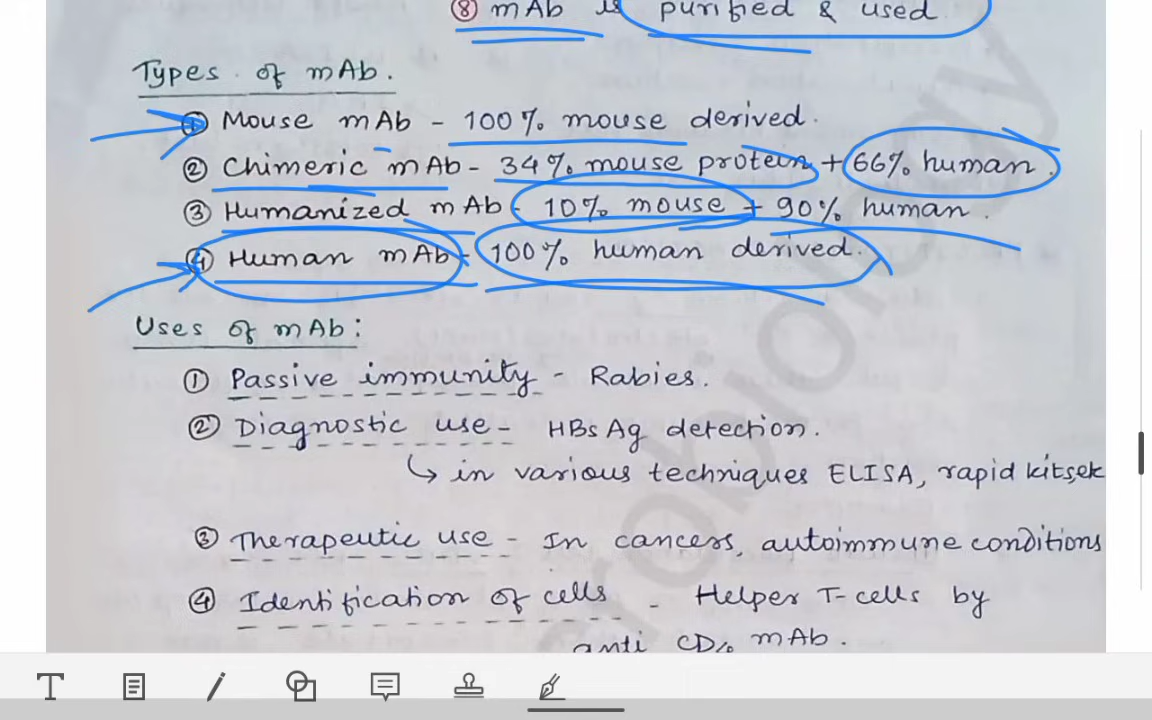 ⑧ mAb is purified & used
Types of mAb.
① Mouse mAb - 100% mouse derived.
② Chimeric mAb - 34% mouse protein + 66% human.
③ Humanized mAb - 10% mouse + 90% human.
④ Human mAb - 100% human derived.
Uses of mAb:
① Passive immunity - Rabies.
② Diagnostic use - HBsAg detection.
↳ in various techniques ELISA, rapid kits,
③ Therapeutic use - In cancers, autoimmune conditions
④ Identification of cells - Helper T-cells by
anti CD4 mAb.
T